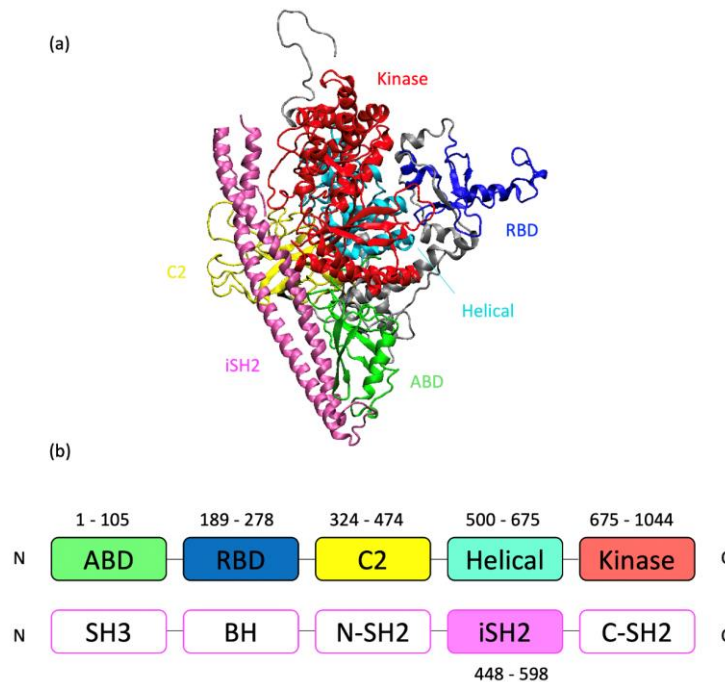 (a)
Kinase
RBD
C2
Helical
iSH2
ABD
(b)
1 - 105 189 - 278 324 - 474 500 - 675 675 - 1044
N ABD RBD C2 Helical Kinase
N SH3 BH N-SH2 iSH2 C-SH2
448 - 598